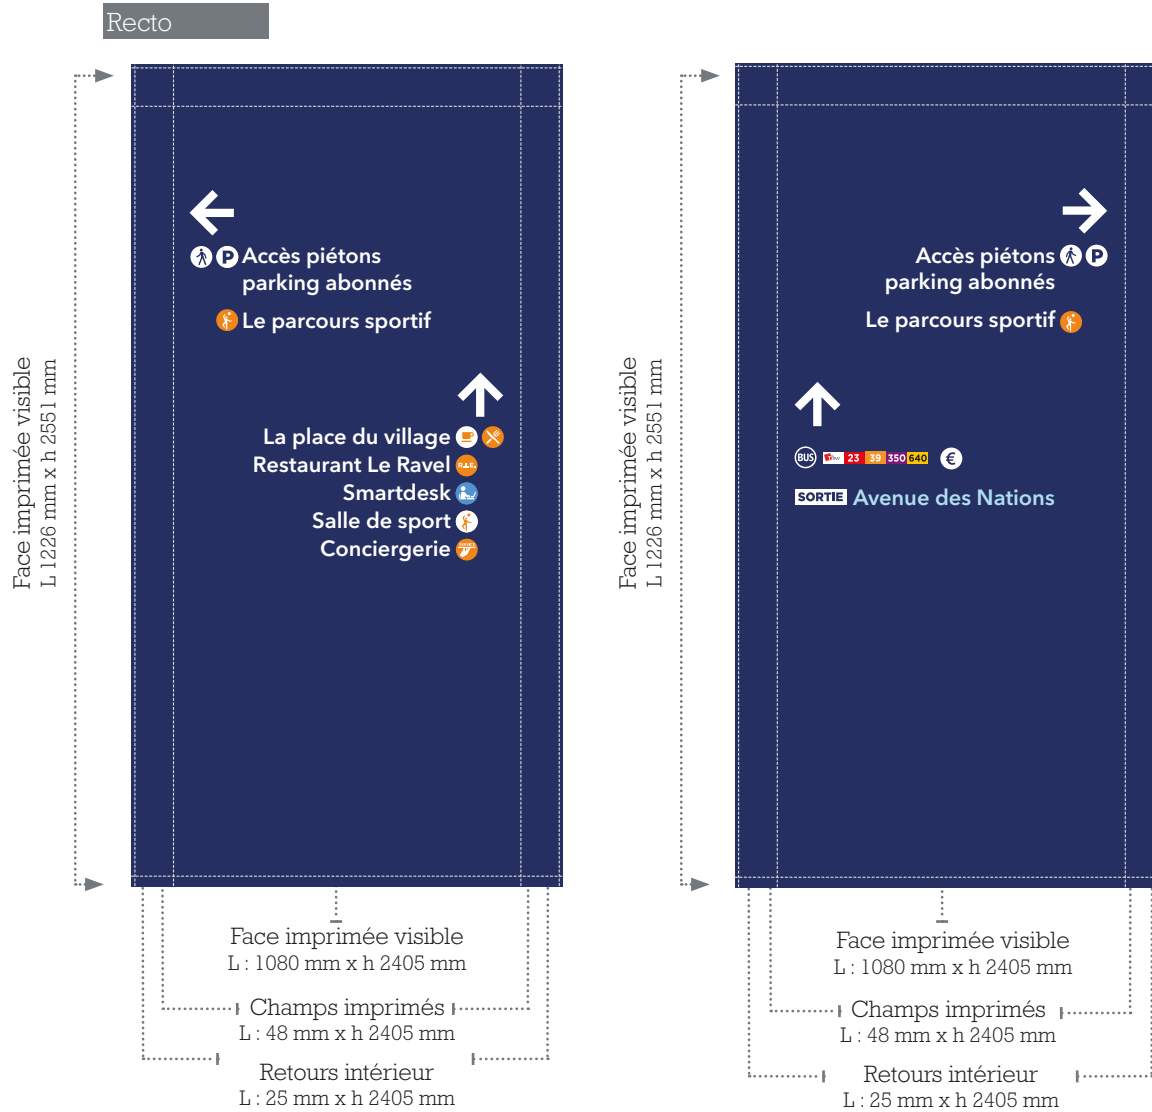 Recto
Face imprimée visible
L 1226 mm x h 2551 mm
P Accès piétons
parking abonnés
Le parcours sportif
La place du village
Restaurant Le Ravel R.I.E.
Smartdesk
Salle de sport
Conciergerie
Face imprimée visible
L : 1080 mm x h 2405 mm
Champs imprimés
L : 48 mm x h 2405 mm
Retours intérieur
L : 25 mm x h 2405 mm
Face imprimée visible
L 1226 mm x h 2551 mm
Accès piétons P
parking abonnés
Le parcours sportif
BUS 23 39 350 640 €
SORTIE Avenue des Nations
Face imprimée visible
L : 1080 mm x h 2405 mm
Champs imprimés
L : 48 mm x h 2405 mm
Retours intérieur
L : 25 mm x h 2405 mm